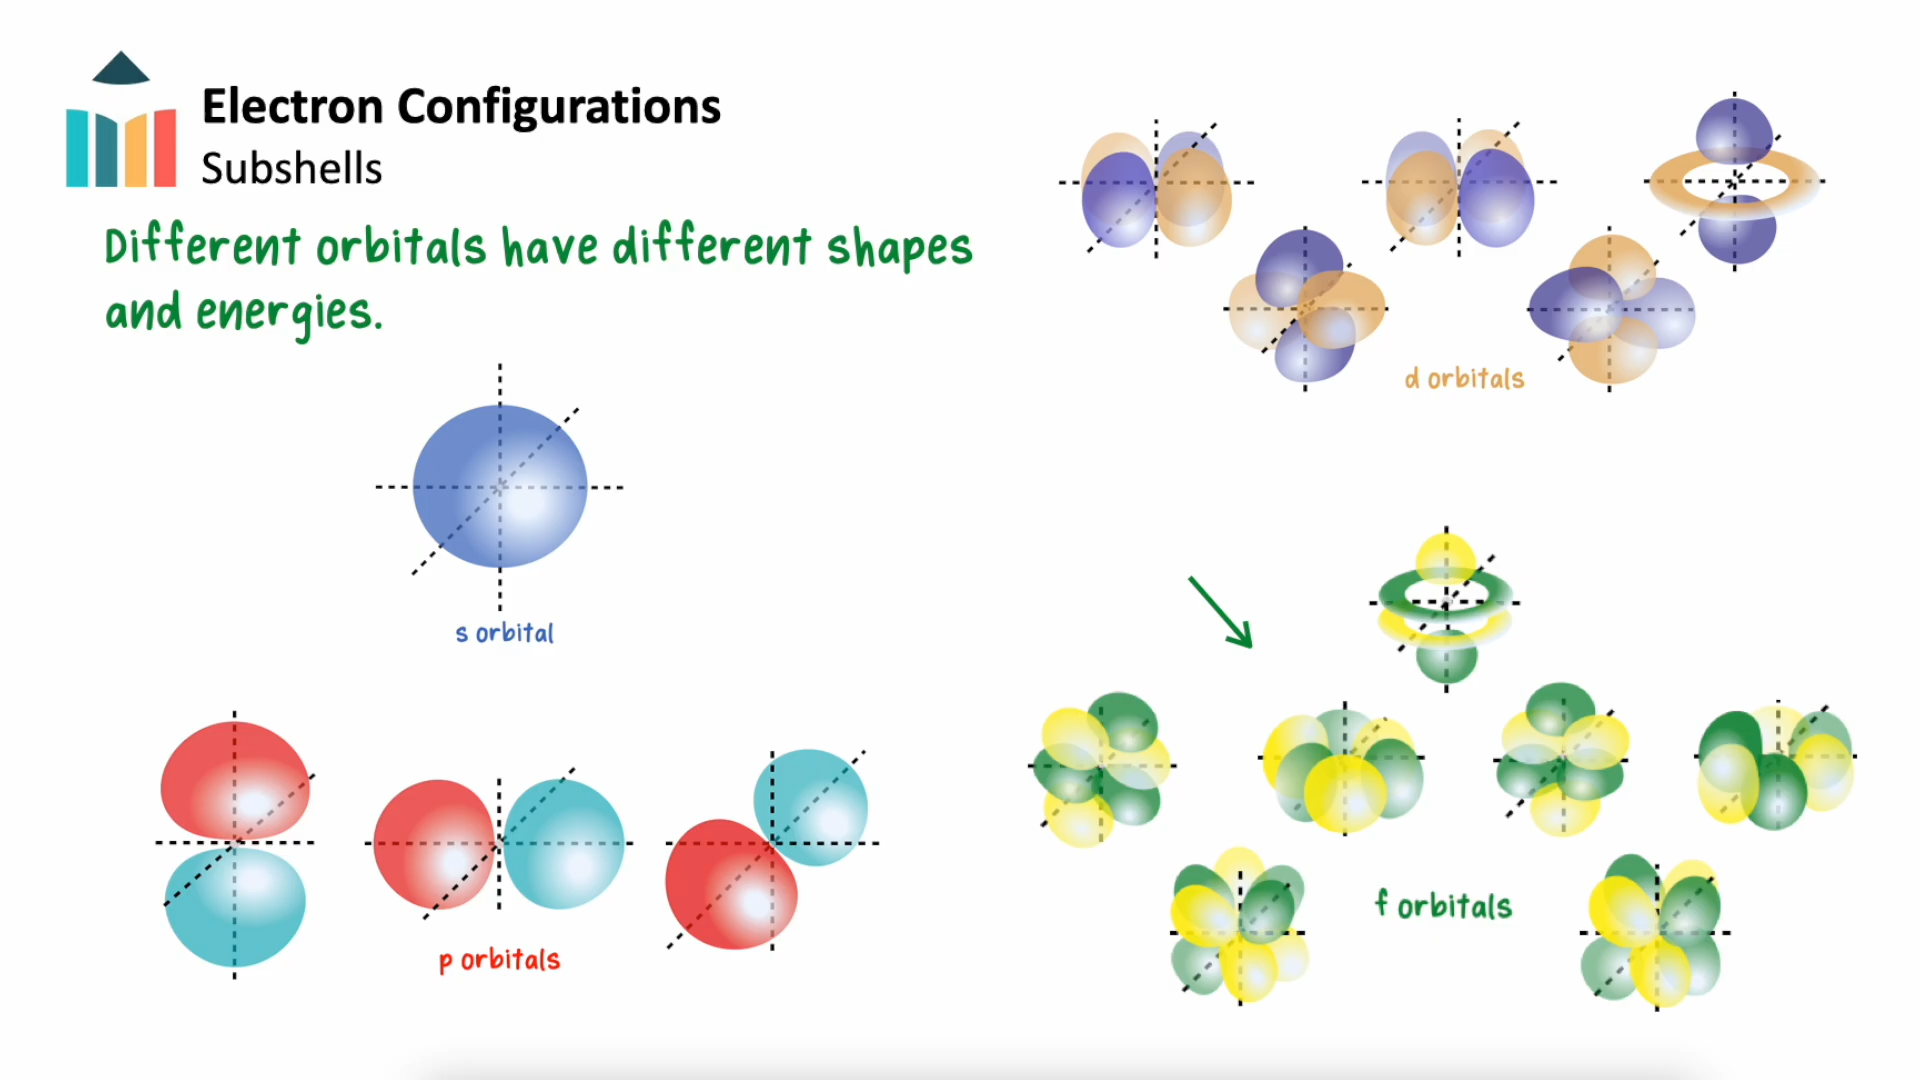 Electron Configurations
Subshells
Different orbitals have different shapes
and energies.
s orbital
p orbitals
d orbitals
f orbitals